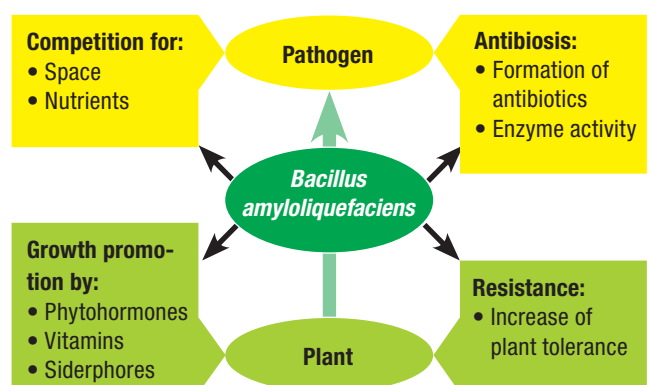 Competition for:
• Space
• Nutrients
Pathogen
Antibiosis:
• Formation of
antibiotics
• Enzyme activity
Bacillus
amyloliquefaciens
Growth promo-
tion by:
• Phytohormones
• Vitamins
• Siderphores
Plant
Resistance:
• Increase of
plant tolerance